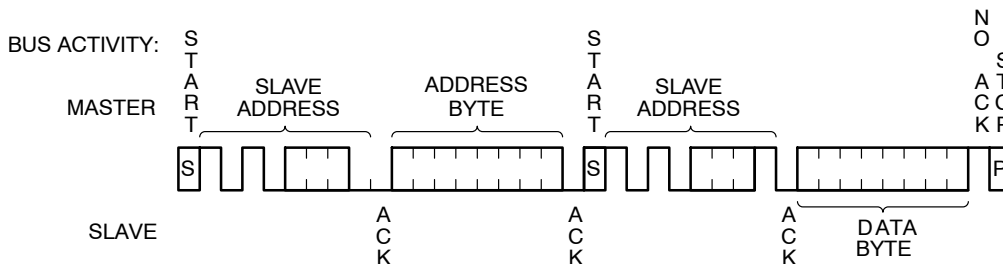 BUS ACTIVITY:
MASTER
START
SLAVE
ADDRESS
ADDRESS
BYTE
START
SLAVE
ADDRESS
NO ACK
STOP
S
S
P
SLAVE
ACK
ACK
ACK
DATA
BYTE